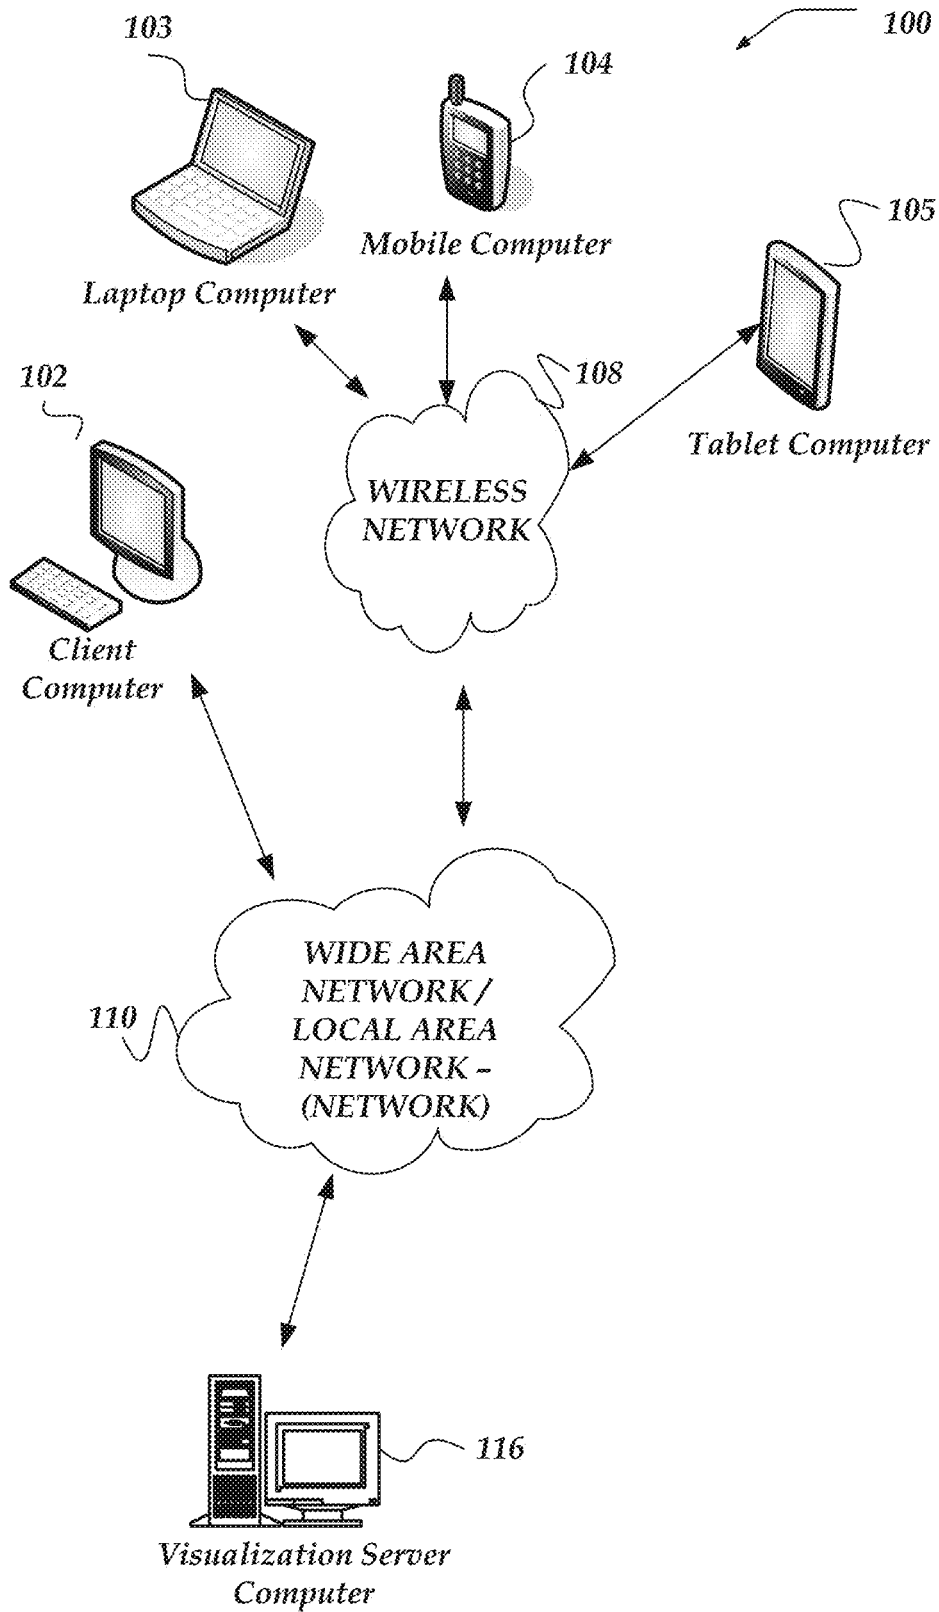 100
103
104
Mobile Computer
105
Laptop Computer
108
102
Tablet Computer
WIRELESS
NETWORK
Client
Computer
WIDE AREA
NETWORK /
LOCAL AREA
NETWORK –
(NETWORK)
110
116
Visualization Server
Computer